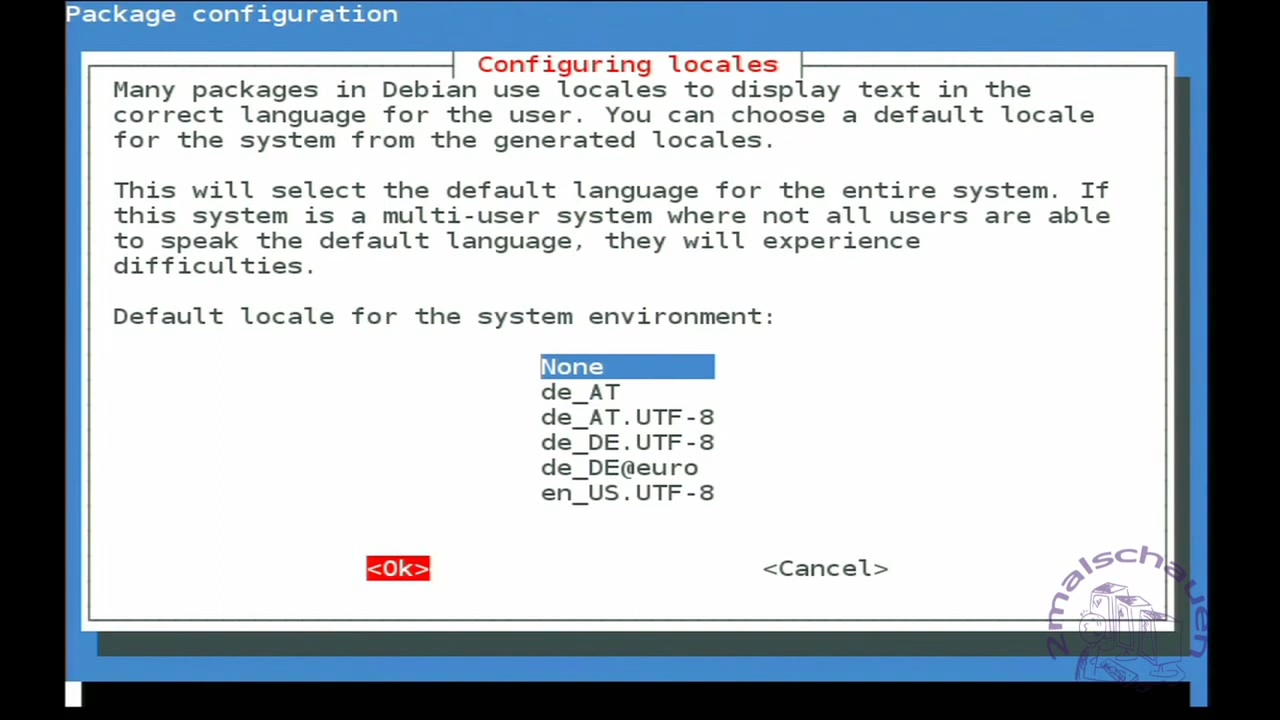 Package configuration
Configuring locales
Many packages in Debian use locales to display text in the
correct language for the user. You can choose a default locale
for the system from the generated locales.
This will select the default language for the entire system. If
this system is a multi-user system where not all users are able
to speak the default language, they will experience
difficulties.
Default locale for the system environment:
None
de_AT
de_AT.UTF-8
de_DE.UTF-8
de_DE@euro
en_US.UTF-8
<Ok> <Cancel>
2malschauen